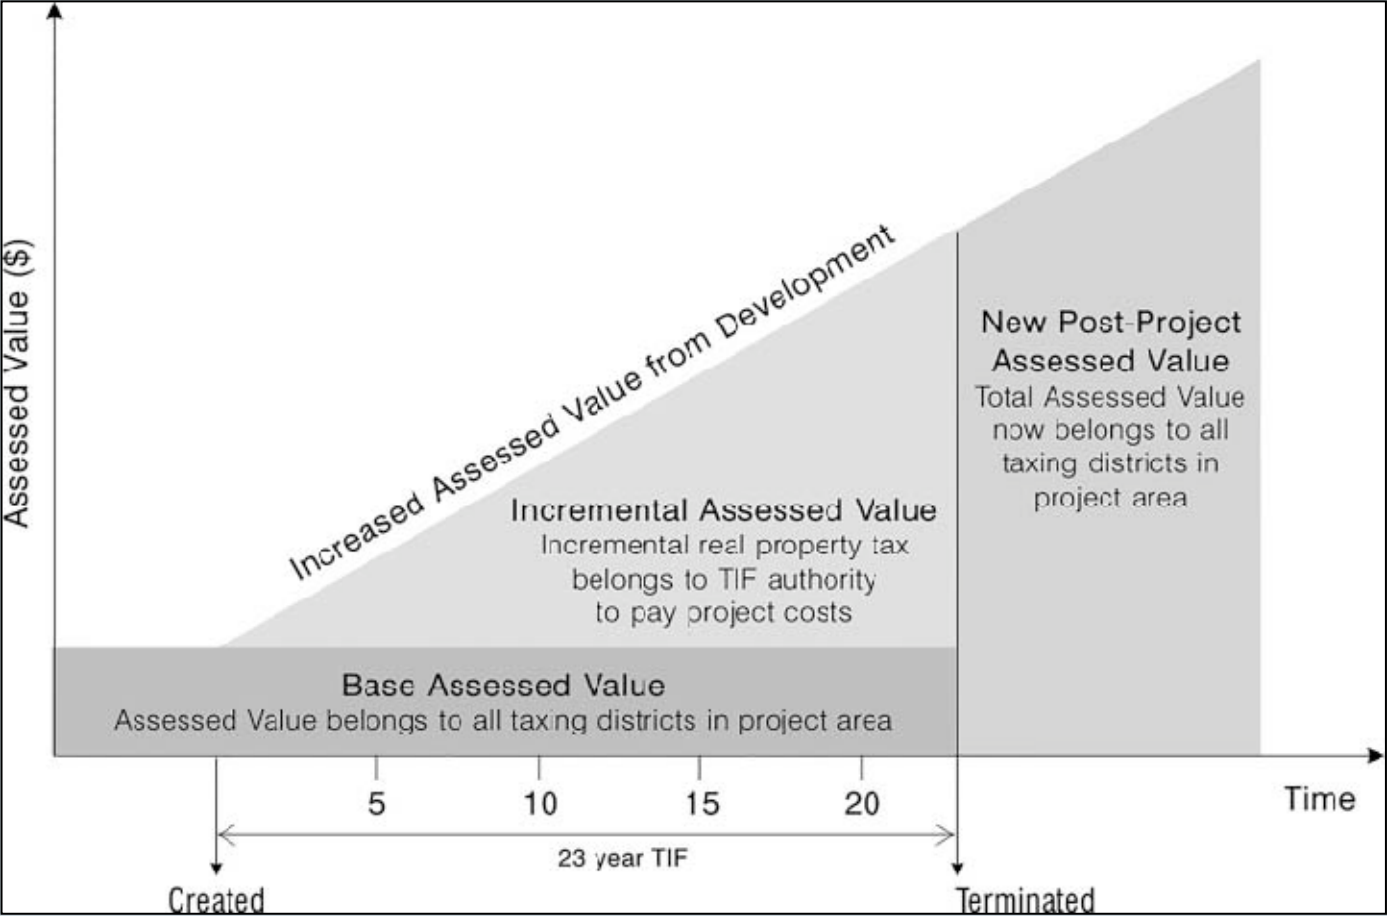 Assessed Value ($)
Increased Assessed Value from Development
New Post-Project
Assessed Value
Total Assessed Value
now belongs to all
taxing districts in
project area
Incremental Assessed Value
Incremental real property tax
belongs to TIF authority
to pay project costs
Base Assessed Value
Assessed Value belongs to all taxing districts in project area
5 10 15 20
Time
23 year TIF
Created
Terminated